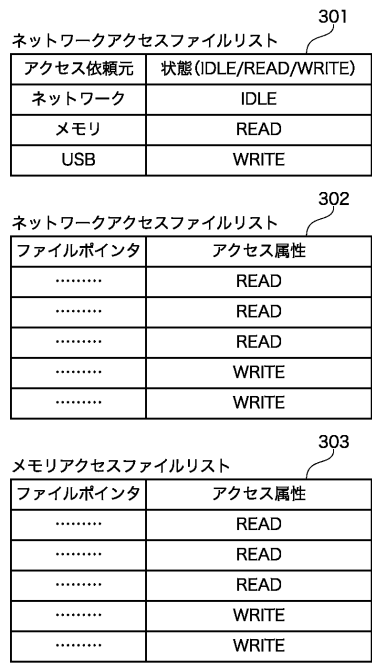 301
ネットワークアクセスファイルリスト
アクセス依頼元 状態(IDLE/READ/WRITE)
ネットワーク IDLE
メモリ READ
USB WRITE
302
ネットワークアクセスファイルリスト
ファイルポインタ アクセス属性
……… READ
……… READ
……… READ
……… WRITE
……… WRITE
303
メモリアクセスファイルリスト
ファイルポインタ アクセス属性
……… READ
……… READ
……… READ
……… WRITE
……… WRITE